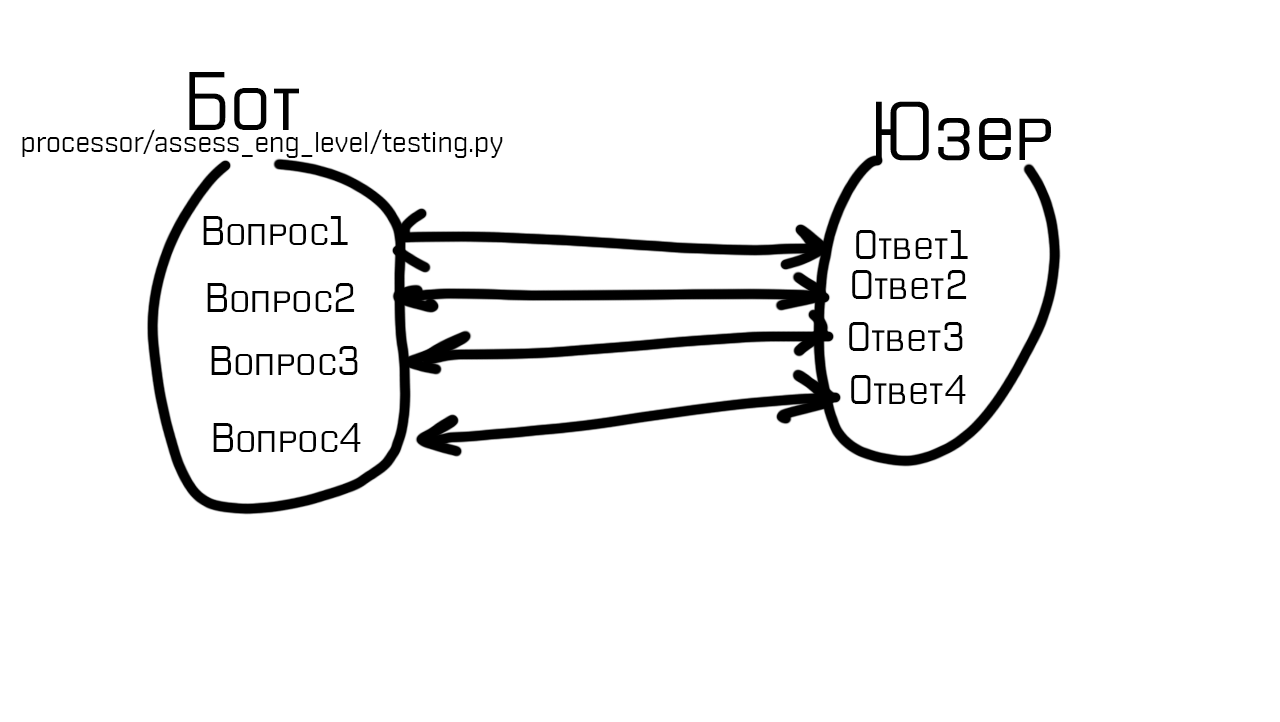 Бот
processor/assess_eng_level/testing.py
Вопрос1
Вопрос2
Вопрос3
Вопрос4
Юзер
Ответ1
Ответ2
Ответ3
Ответ4